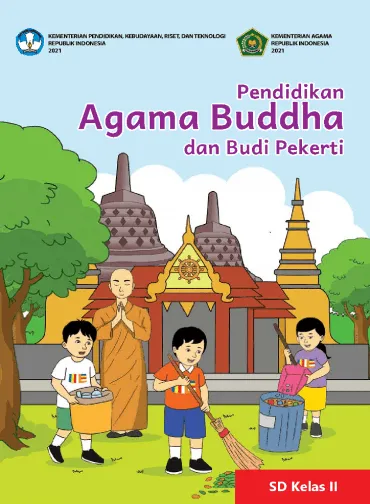 KEMENTERIAN PENDIDIKAN, KEBUDAYAAN, RISET, DAN TEKNOLOGI
REPUBLIK INDONESIA
2021
KEMENTERIAN AGAMA
REPUBLIK INDONESIA
2021
Pendidikan
Agama Buddha
dan Budi Pekerti
SD Kelas II